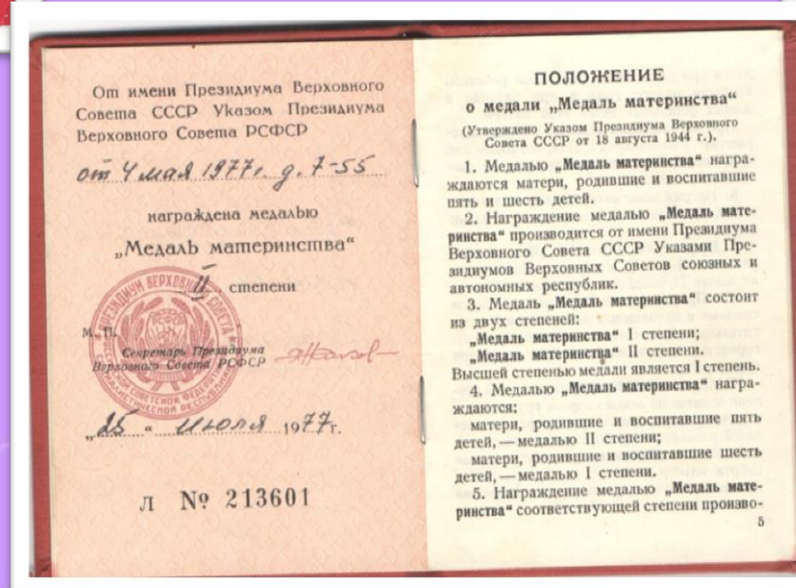 От имени Президиума Верховного
Совета СССР Указом Президиума
Верховного Совета РСФСР
от 4 мая 1977г. д. 7-55
награждена медалью
„Медаль материнства“
II степени
М. П.
Секретарь Президиума
Верховного Совета РСФСР
„25 “ июля 1977г.
Л № 213601
ПОЛОЖЕНИЕ
о медали „Медаль материнства“
(Утверждено Указом Президиума Верховного
Совета СССР от 18 августа 1944 г.).
1. Медалью „Медаль материнства“ награ-
ждаются матери, родившие и воспитавшие
пять и шесть детей.
2. Награждение медалью „Медаль мате-
ринства“ производится от имени Президиума
Верховного Совета СССР Указами Пре-
зидиумов Верховных Советов союзных и
автономных республик.
3. Медаль „Медаль материнства“ состоит
из двух степеней:
„Медаль материнства“ I степени;
„Медаль материнства“ II степени.
Высшей степенью медали является I степень.
4. Медалью „Медаль материнства“ награ-
ждаются:
матери, родившие и воспитавшие пять
детей, — медалью II степени;
матери, родившие и воспитавшие шесть
детей, — медалью I степени.
5. Награждение медалью „Медаль мате-
ринства“ соответствующей степени произво-
5